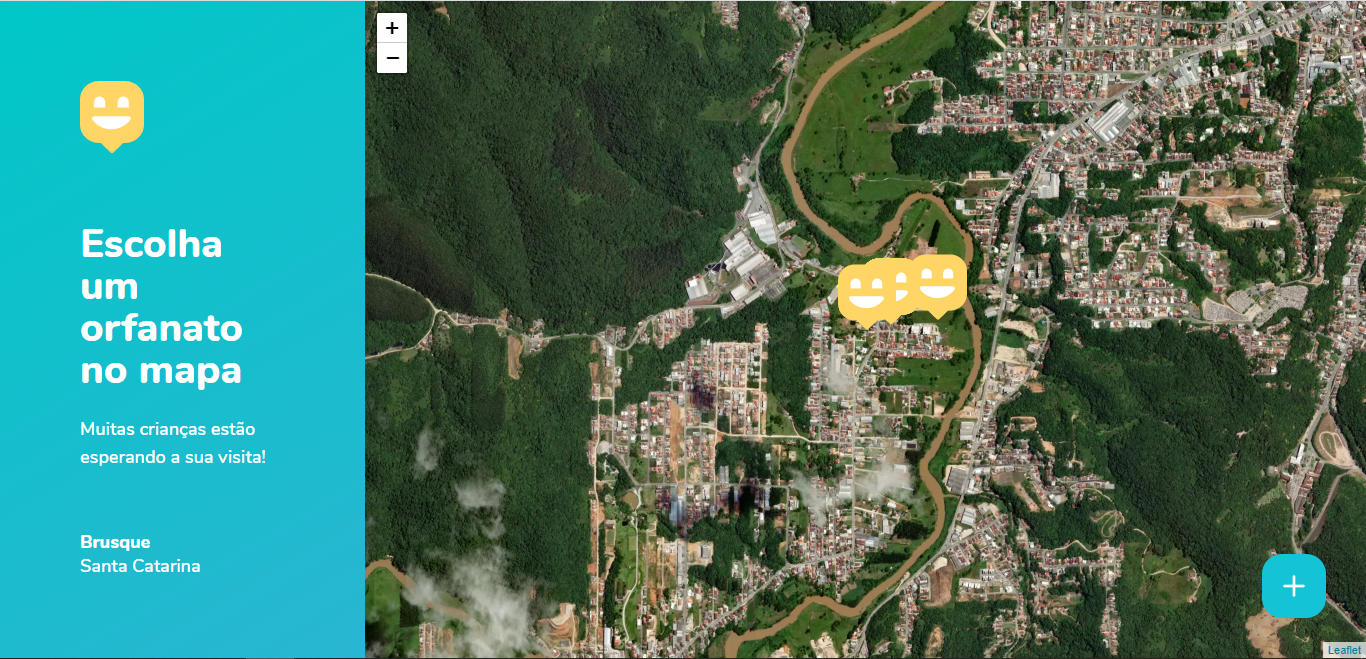 Escolha
um
orfanato
no mapa
Muitas crianças estão
esperando a sua visita!
Brusque
Santa Catarina
+
−
+
Leaflet